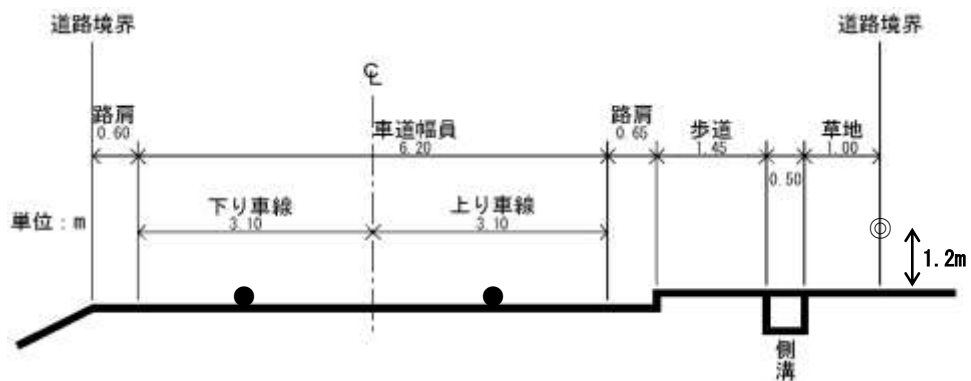 道路境界
道路境界
℄
路肩
0.60
車道幅員
6.20
路肩
0.65
歩道
1.45
0.50
草地
1.00
単位：m
下り車線
3.10
上り車線
3.10
1.2m
側溝